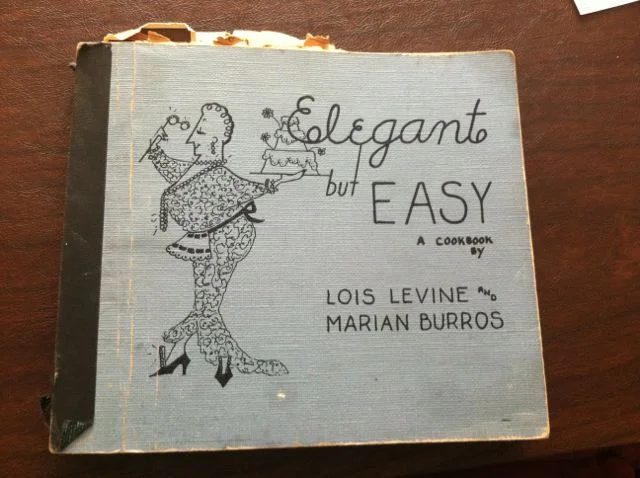 Elegant
but EASY
A COOKBOOK
BY
LOIS LEVINE AND
MARIAN BURROS